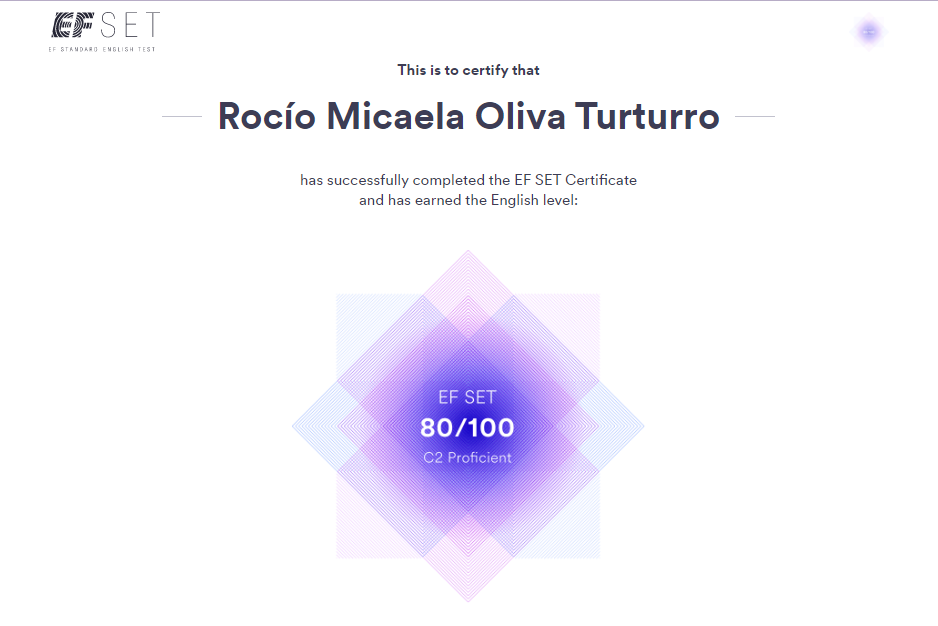 EF SET
EF STANDARD ENGLISH TEST
This is to certify that
Rocío Micaela Oliva Turturro
has successfully completed the EF SET Certificate
and has earned the English level:
EF SET
80/100
C2 Proficient